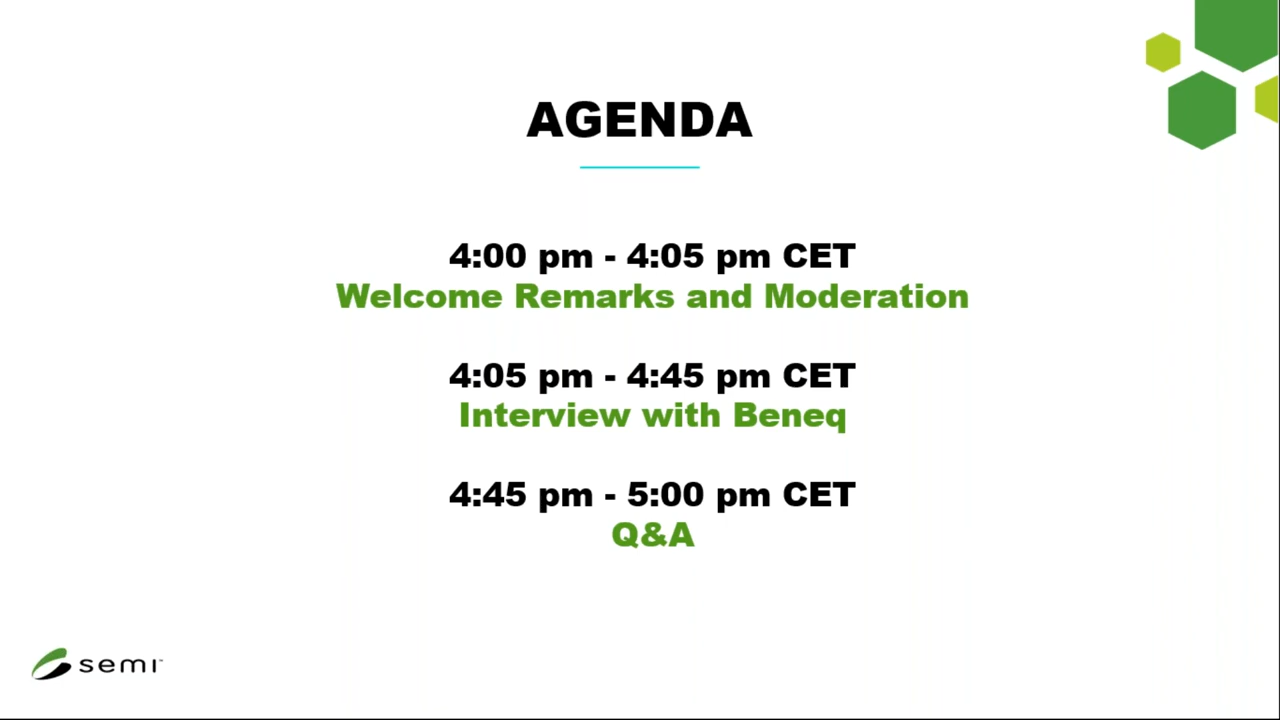 AGENDA
4:00 pm - 4:05 pm CET
Welcome Remarks and Moderation
4:05 pm - 4:45 pm CET
Interview with Beneq
4:45 pm - 5:00 pm CET
Q&A
semi™